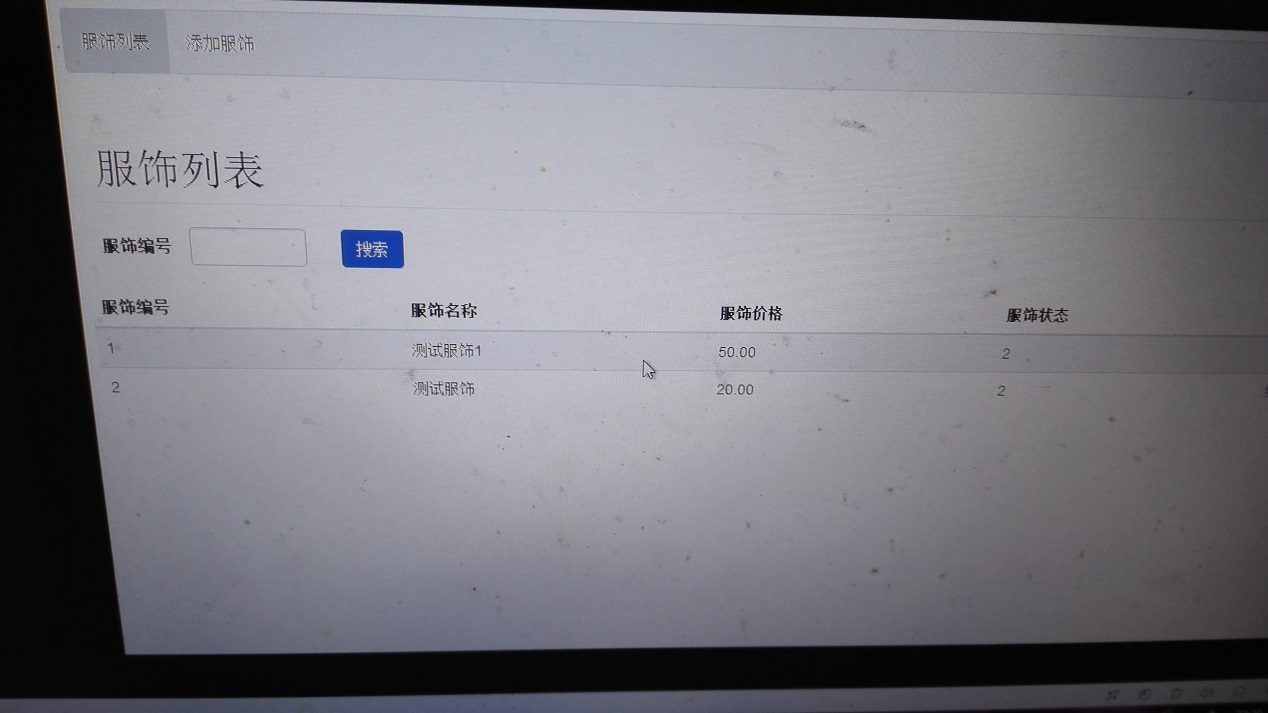 服饰列表 添加服饰
服饰列表
服饰编号 搜索
服饰编号 服饰名称 服饰价格 服饰状态
1 测试服饰1 50.00 2
2 测试服饰 20.00 2